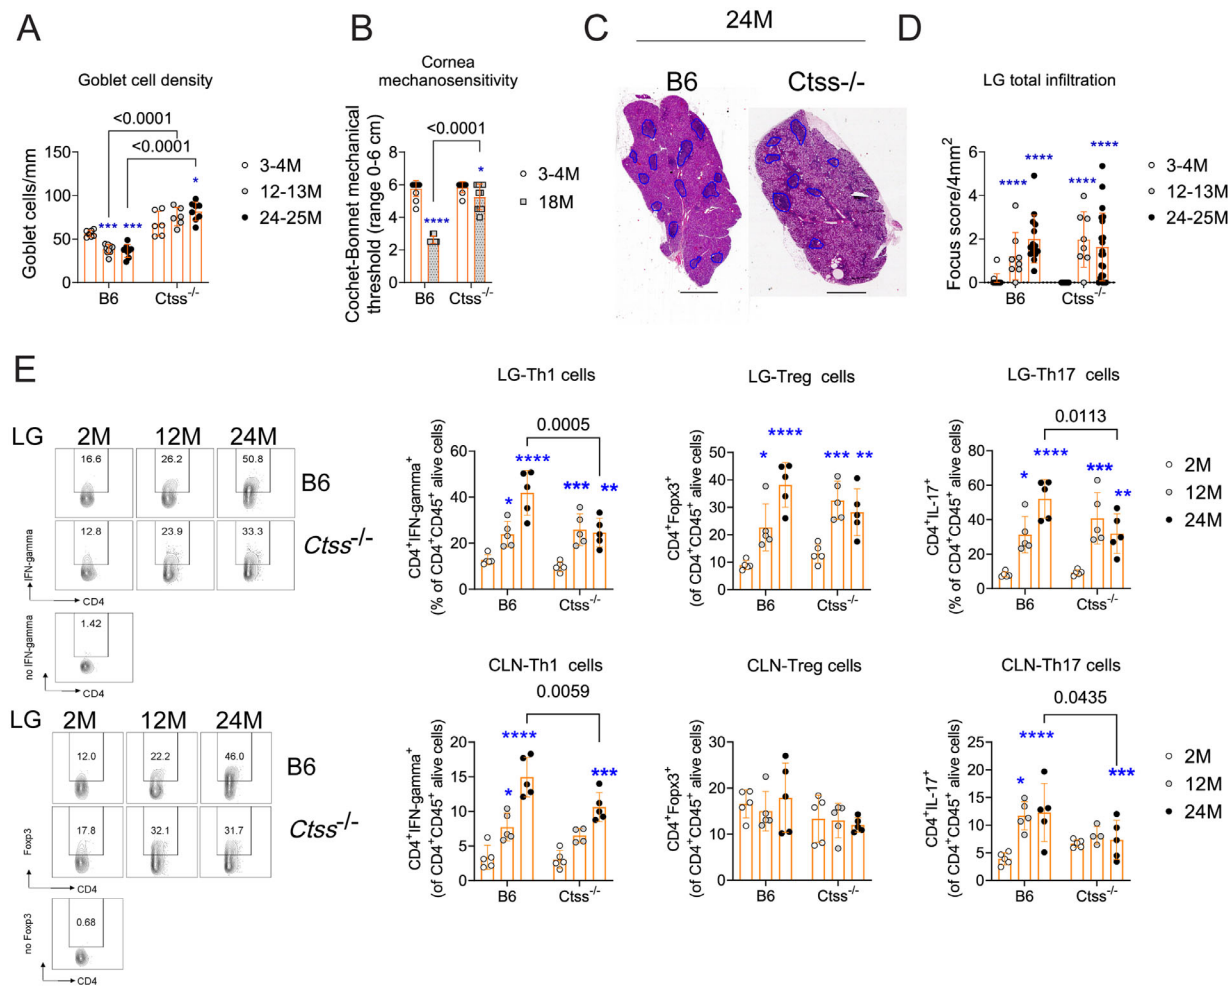 A
Goblet cell density
<0.0001
<0.0001
Goblet cells/mm
150
100
50
0
*** ***
*
B6
Ctss-/-
3-4M
12-13M
24-25M
B
Cornea
mechanosensitivity
<0.0001
Cochet-Bonnet mechanical
threshold (range 0-6 cm)
8
6
4
2
0
****
*
B6
Ctss-/-
3-4M
18M
C
24M
B6
Ctss-/-
D
LG total infiltration
Focus score/4mm2
6
4
2
0
**** ****
**** ****
B6
Ctss-/-
3-4M
12-13M
24-25M
E
LG 2M 12M 24M
16.6 26.2 50.8
B6
12.8 23.9 33.3
Ctss-/-
IFN-gamma
CD4
1.42
no IFN-gamma
CD4
LG 2M 12M 24M
12.0 22.2 46.0
B6
17.8 32.1 31.7
Ctss-/-
Foxp3
CD4
0.68
no Foxp3
CD4
LG-Th1 cells
0.0005
CD4+IFN-gamma+
(% of CD4+CD45+ alive cells)
60
40
20
0
* **** *** **
B6
Ctss-/-
LG-Treg cells
CD4+Fopx3+
(of CD4+CD45+ alive cells)
50
40
30
20
10
0
* **** *** **
B6
Ctss-/-
LG-Th17 cells
0.0113
CD4+IL-17+
(% of CD4+CD45+ alive cells)
80
60
40
20
0
* **** *** **
B6
Ctss-/-
2M
12M
24M
CLN-Th1 cells
0.0059
CD4+IFN-gamma+
(of CD4+CD45+ alive cells)
20
15
10
5
0
* **** ***
B6
Ctss-/-
CLN-Treg cells
CD4+Foxp3+
(of CD4+CD45+ alive cells)
30
20
10
0
B6
Ctss-/-
CLN-Th17 cells
0.0435
CD4+IL-17+
(of CD4+CD45+ alive cells)
25
20
15
10
5
0
* **** ***
B6
Ctss-/-
2M
12M
24M